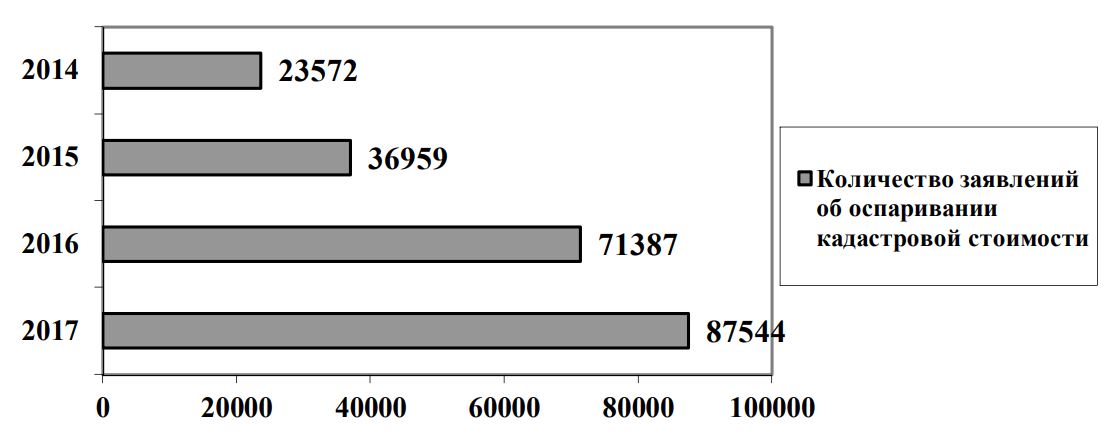 2014
23572
2015
36959
2016
71387
2017
87544
0 20000 40000 60000 80000 100000
Количество заявлений
об оспаривании
кадастровой стоимости